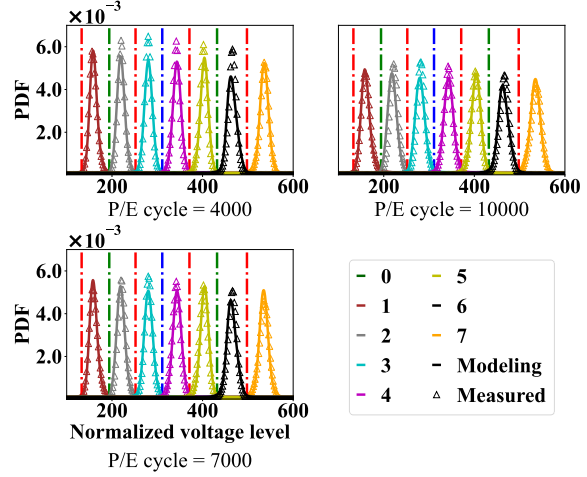 ×10⁻³
6.0
4.0
2.0
PDF
200 400 600
P/E cycle = 4000
200 400 600
P/E cycle = 10000
×10⁻³
6.0
4.0
2.0
PDF
200 400 600
Normalized voltage level
P/E cycle = 7000
0
1
2
3
4
5
6
7
Modeling
Measured